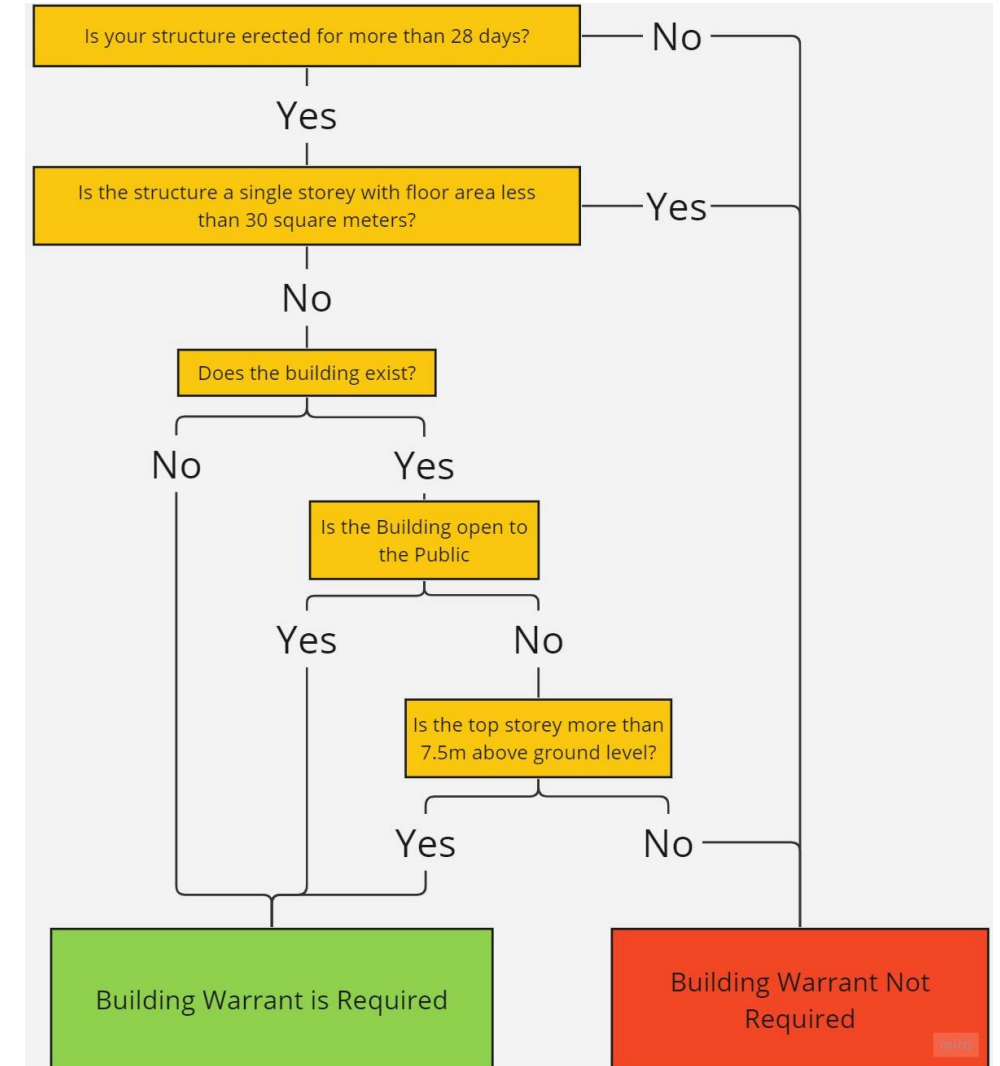 Is your structure erected for more than 28 days?
No
Yes
Is the structure a single storey with floor area less
than 30 square meters?
Yes
No
Does the building exist?
No
Yes
Is the Building open to
the Public
Yes
No
Is the top storey more than
7.5m above ground level?
Yes
No
Building Warrant is Required
Building Warrant Not
Required
miro